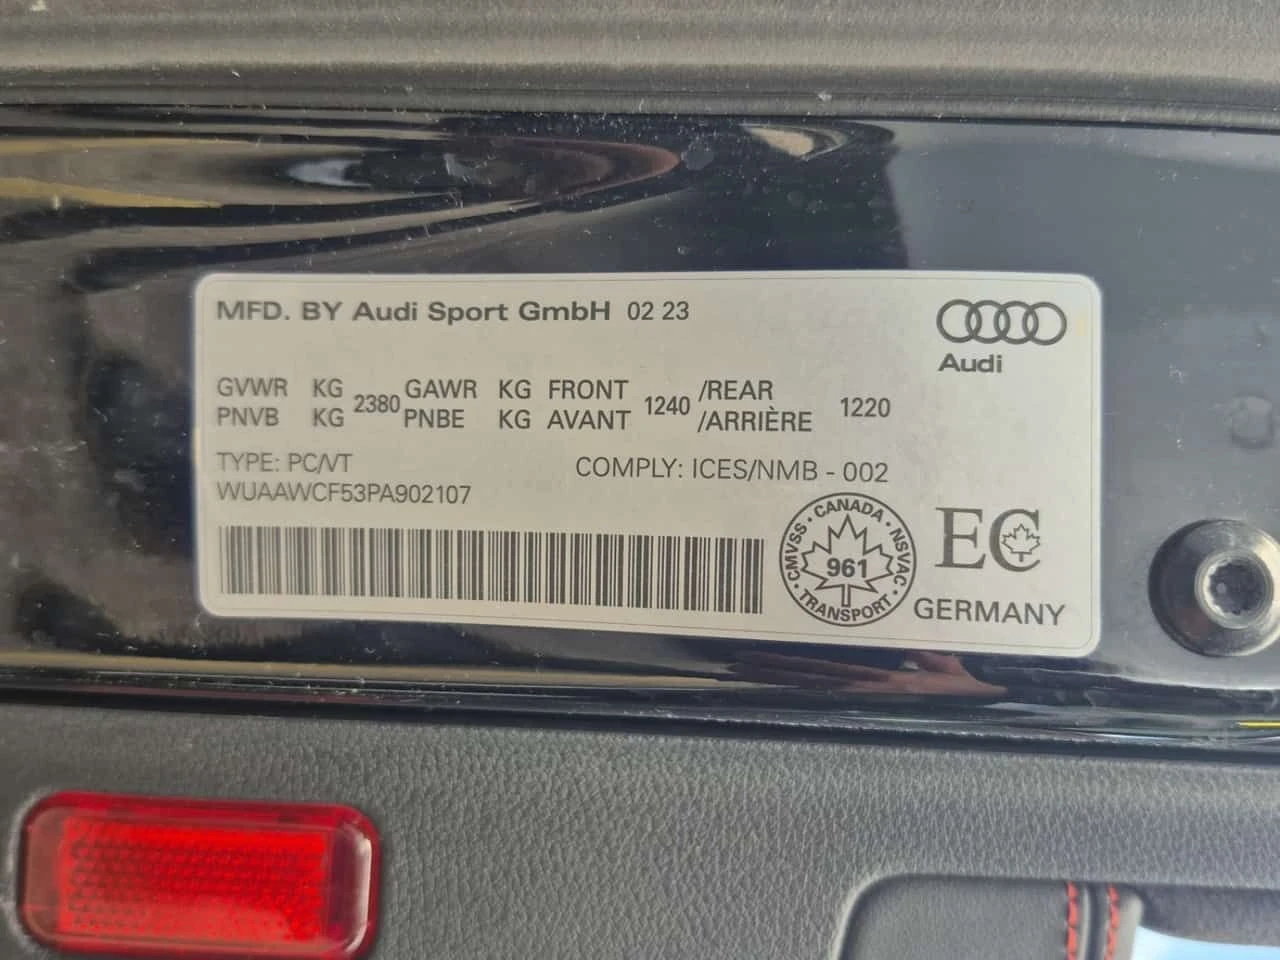 MFD. BY Audi Sport GmbH 02 23
Audi
GVWR KG 2380 GAWR KG FRONT 1240 /REAR 1220
PNVB KG PNBE KG AVANT /ARRIÈRE
TYPE: PC/VT COMPLY: ICES/NMB - 002
WUAAWCF53PA902107
CANADA · NSVAC · TRANSPORT · CMVSS ·
961
EC
GERMANY